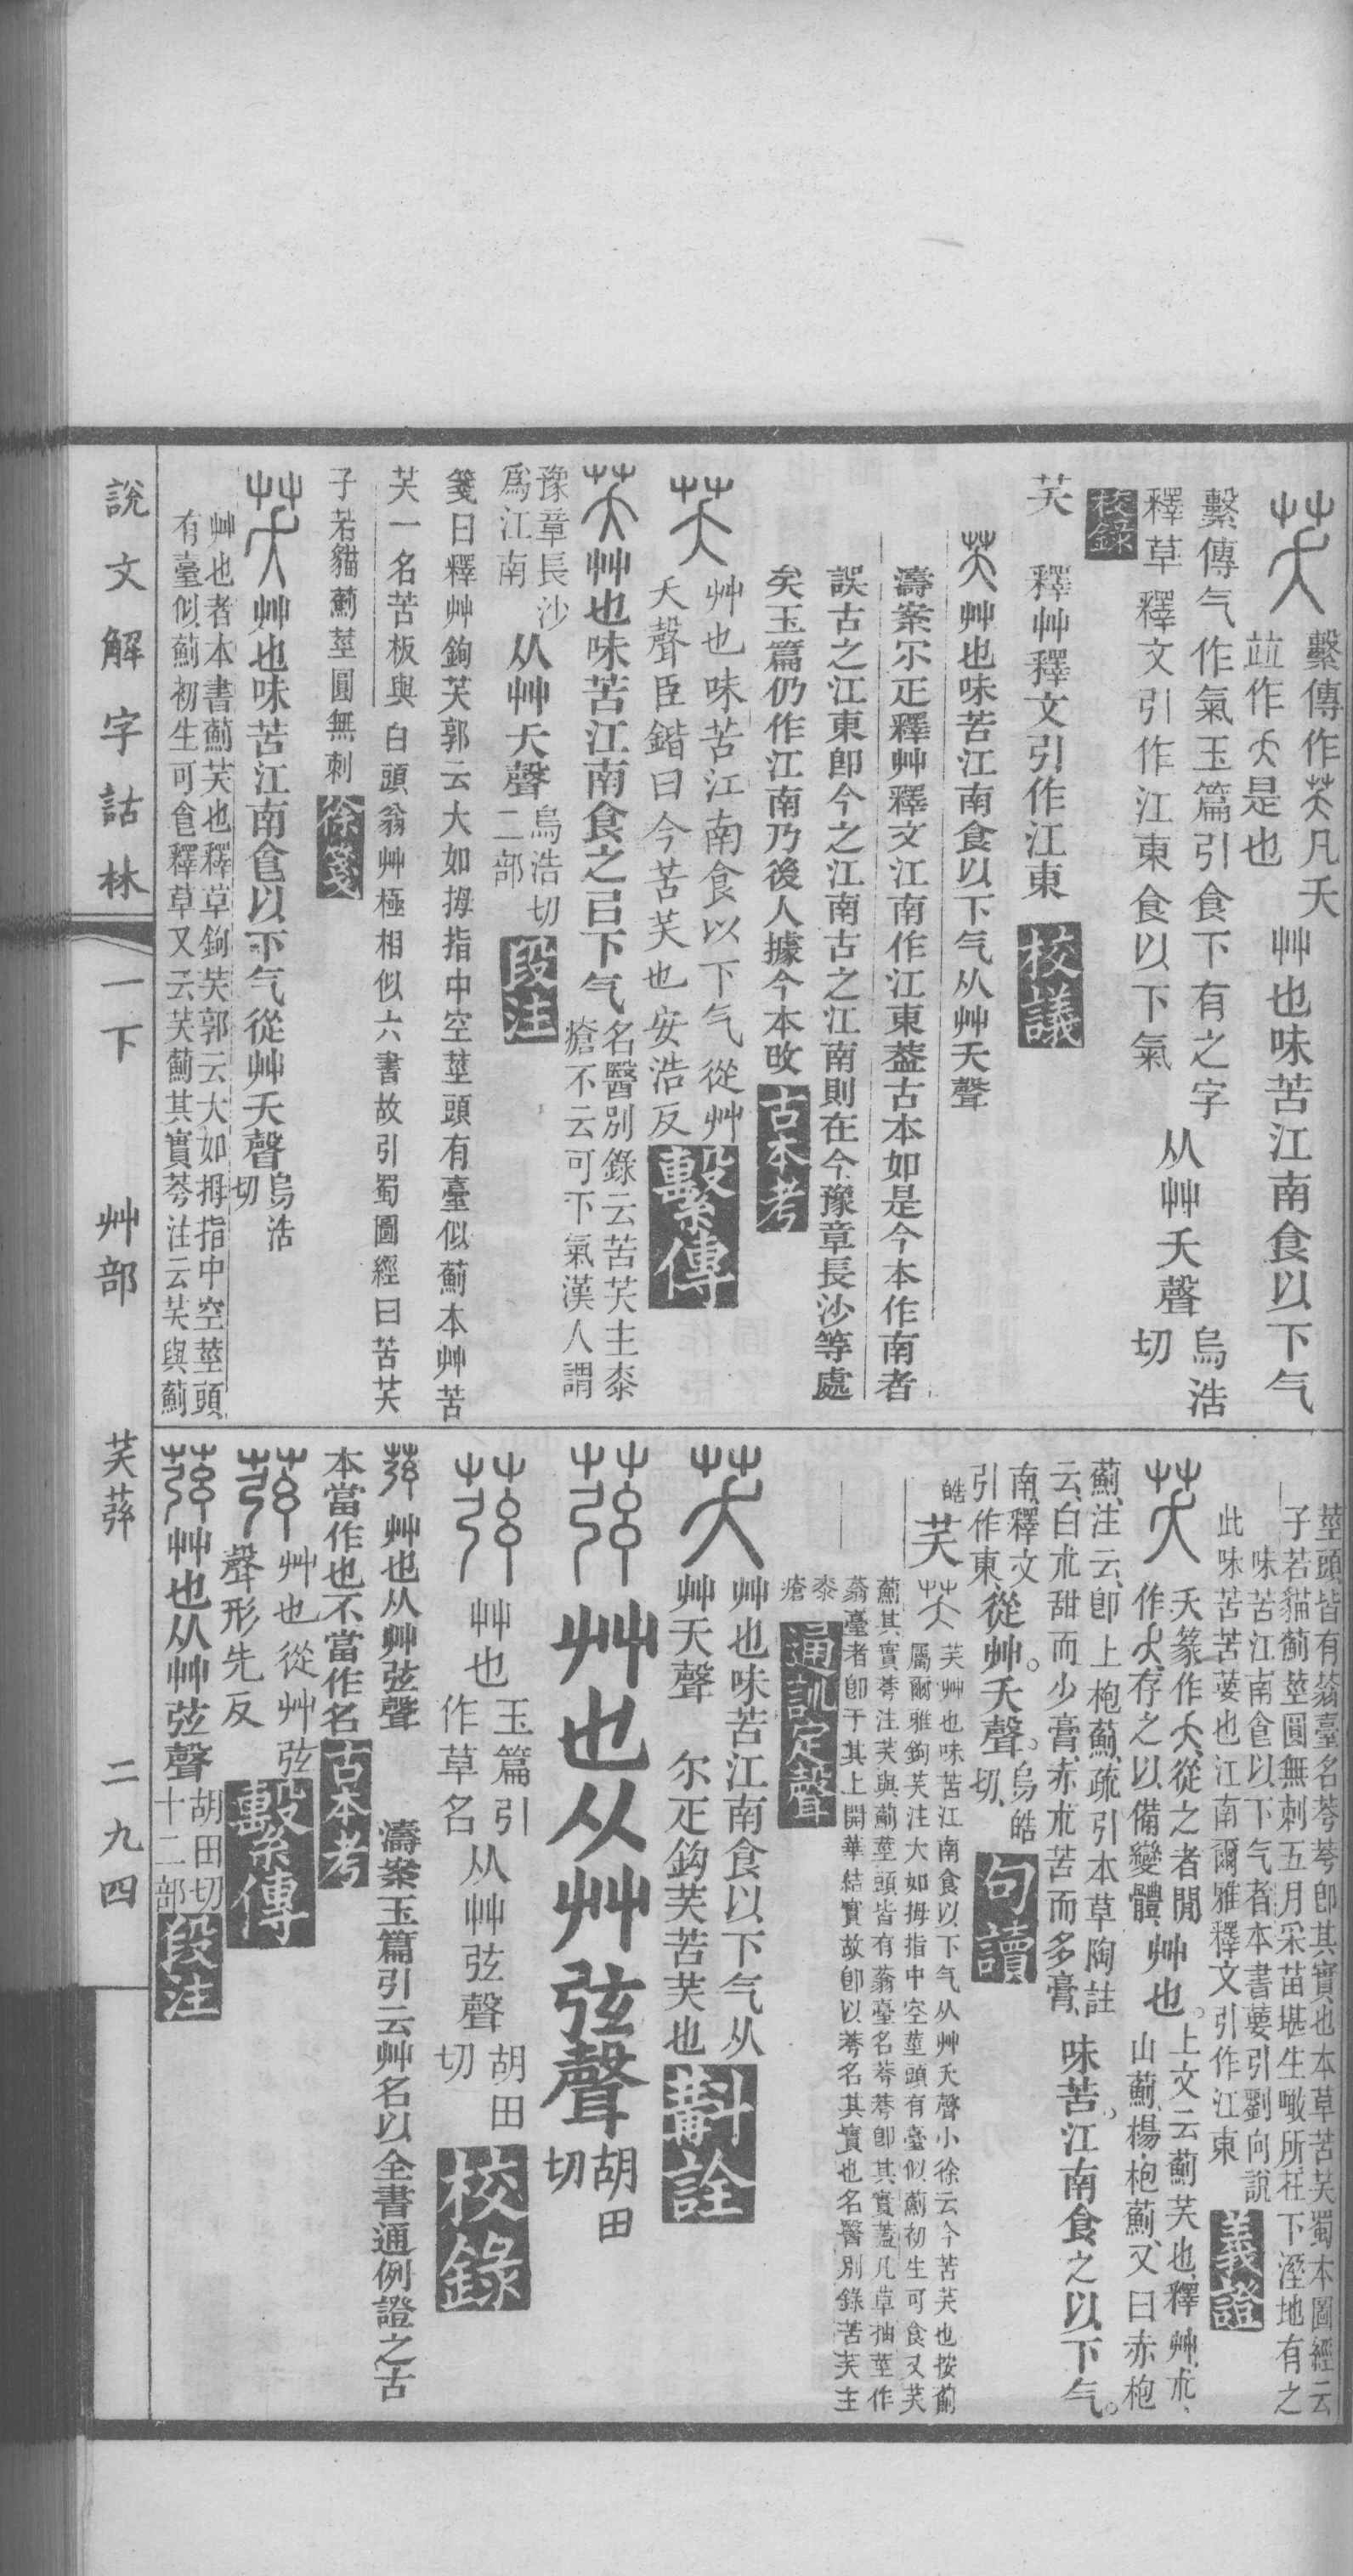 繫傳作芺凡夭
竝作夭是也
艸也味苦江南食以下气
繫傳气作氣玉篇引食下有之字
釋草釋文引作江東食以下氣
从艸夭聲
烏浩
切
校錄
芺
釋艸釋文引作江東
校議
芺艸也味苦江南食以下气从艸夭聲
濤案尒疋釋艸釋文江南作江東葢古本如是今本作南者
誤古之江東即今之江南古之江南則在今豫章長沙等處
矣玉篇仍作江南乃後人據今本改
古本考
芺
艸也味苦江南食以下气從艸
夭聲臣鍇曰今苦芺也安浩反
繫傳
芺艸也味苦江南食之㠯下气
名醫別錄云苦芺主桼
瘡不云可下氣漢人謂
豫章長沙
爲江南
从艸夭聲
烏浩切
二部
段注
箋曰釋艸鉤芺郭云大如拇指中空莖頭有臺似薊本艸苦
芺一名苦板與白頭翁艸極相似六書故引蜀圖經曰苦芺
子若貓薊莖圓無刺
徐箋
芺艸也味苦江南食以下气從艸夭聲
烏浩
切
艸也者本書薊芺也釋草鉤芺郭云大如拇指中空莖頭
有臺似薊初生可食釋草又云芺薊其實荂注云芺與薊
莖頭皆有蓊臺名荂荂卽其實也本草苦芺蜀本圖經云
子若貓薊莖圓無刺五月采苗堪生噉所在下溼地有之
味苦江南食以下气者本書葽引劉向說
此味苦苦葽也江南爾雅釋文引作江東
義證
芺
夭篆作夭、從之者閒
作夭、存之以備變體、
艸也。
上文云薊芺也、釋艸、朮、
山薊、楊、枹薊、又曰赤枹
薊、注云、卽上枹薊、疏引本草陶註
云、白朮甜而少膏、赤朮苦而多膏、
味苦。江南食之以下气。
南、釋文
引作東
從艸。夭聲。
烏皓
切、
句讀
芺
芺艸也味苦江南食以下气从艸夭聲小徐云今苦芺也按薊
屬爾雅鉤芺注大如拇指中空莖頭有臺似薊初生可食又芺
薊其實荂注芺與薊莖頭皆有蓊臺名荂荂卽其實葢凡草抽莖作
蓊臺者卽于其上開華結實故卽以荂名其實也名醫別錄苦芺主
桼
瘡
通訓定聲
芺
艸也味苦江南食以下气从
艸夭聲 尔疋鈎芺苦芺也
斠詮
艸也从艸弦聲
胡田
切
艸也
玉篇引
作草名
从艸弦聲
胡田
切
校錄
艸也从艸弦聲 濤案玉篇引云艸名以全書通例證之古
本當作也不當作名
古本考
艸也從艸弦
聲形先反
繫傳
艸也从艸弦聲
胡田切
十二部
段注
說文解字詁林
一下
艸部
芺䒸
二九四